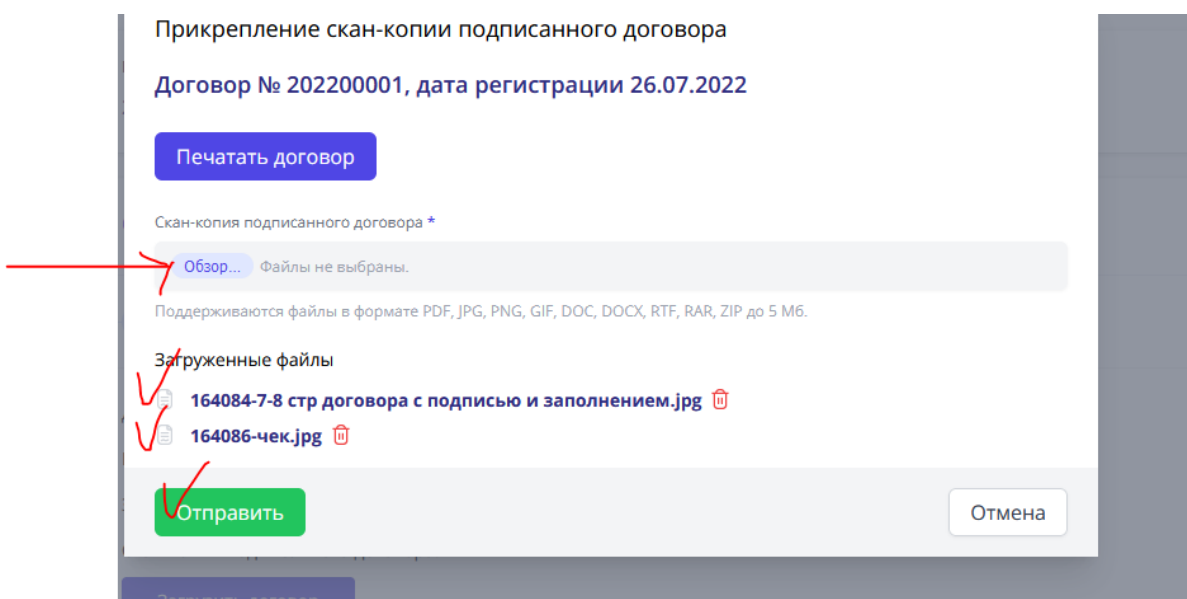 Прикрепление скан-копии подписанного договора
Договор № 202200001, дата регистрации 26.07.2022
Печатать договор
Скан-копия подписанного договора *
Обзор... Файлы не выбраны.
Поддерживаются файлы в формате PDF, JPG, PNG, GIF, DOC, DOCX, RTF, RAR, ZIP до 5 Мб.
Загруженные файлы
164084-7-8 стр договора с подписью и заполнением.jpg
164086-чек.jpg
Отправить Отмена